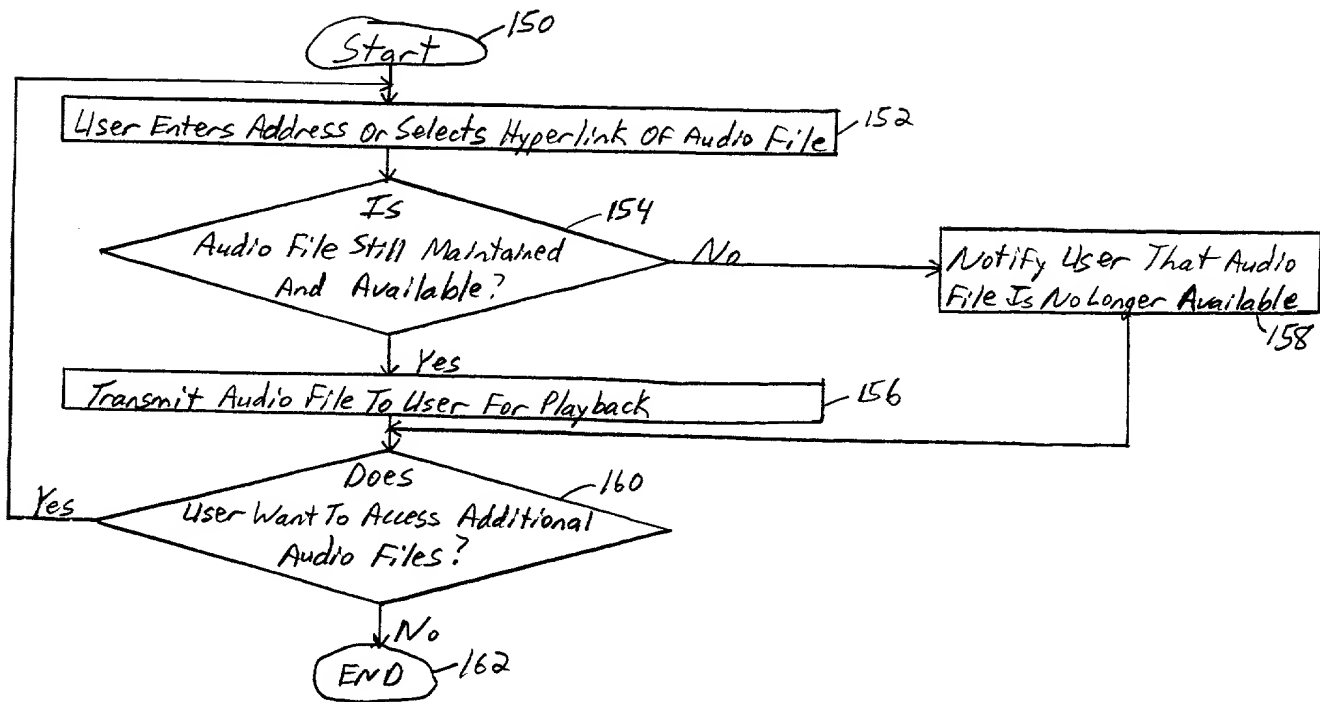 Start
150
User Enters Address Or Selects Hyperlink Of Audio File
152
Is
Audio File Still Maintained
And Available?
154
No
Notify User That Audio
File Is No Longer Available
158
Yes
Transmit Audio File To User For Playback
156
Does
User Want To Access Additional
Audio Files?
160
Yes
No
END
162